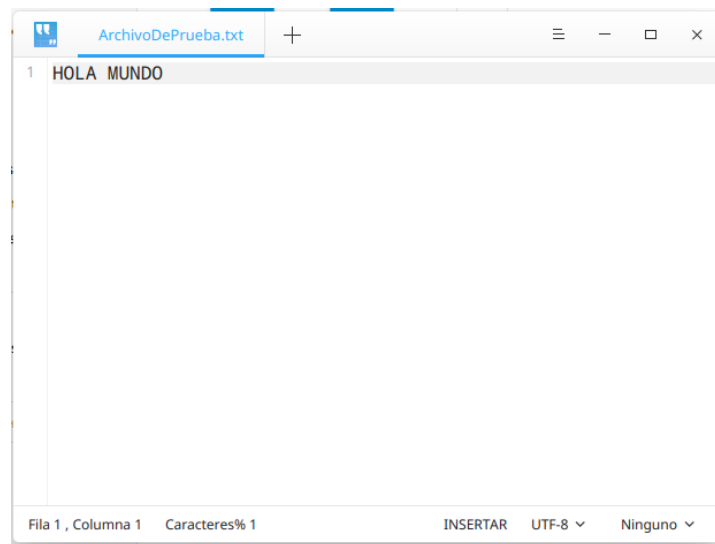 ArchivoDePrueba.txt
1 HOLA MUNDO
Fila 1 , Columna 1 Caracteres% 1 INSERTAR UTF-8 Ninguno